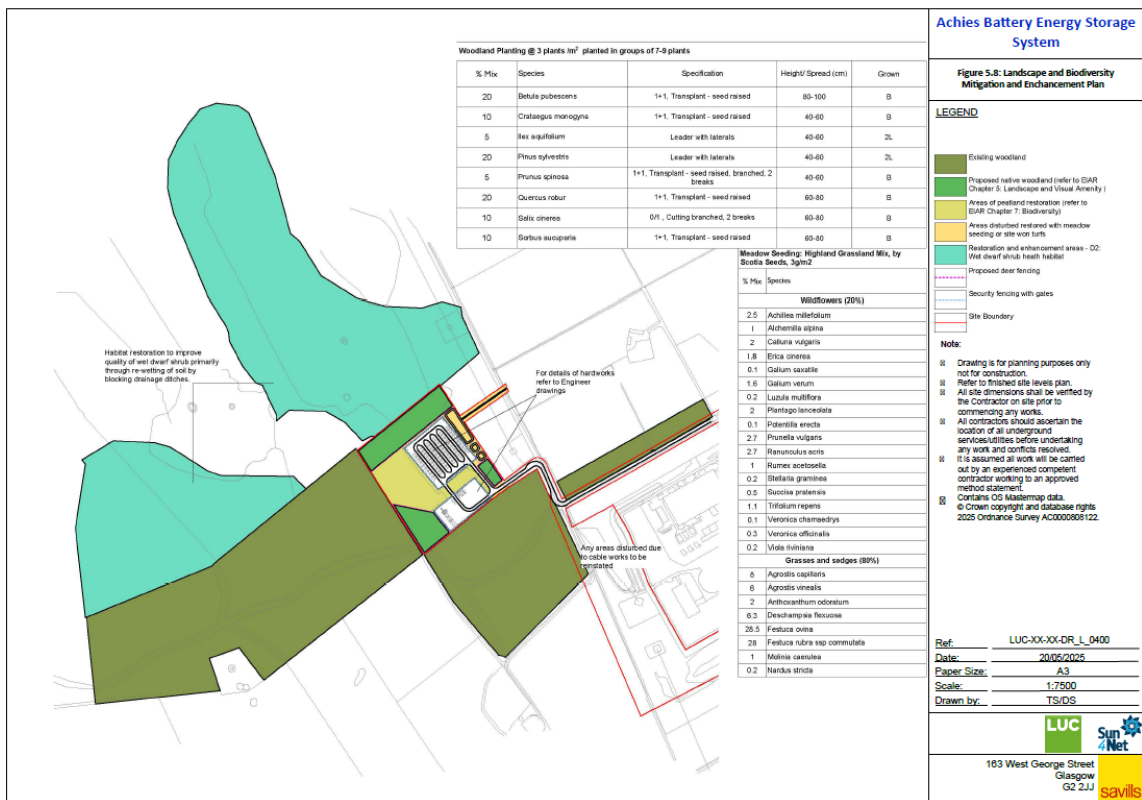 Achies Battery Energy Storage
System
Figure 5.8: Landscape and Biodiversity
Mitigation and Enchancement Plan
LEGEND
Existing woodland
Proposed native woodland (refer to EIAR
Chapter 5: Landscape and Visual Amenity )
Areas of peatland restoration (refer to
EIAR Chapter 7: Biodiversity)
Areas disturbed restored with meadow
seeding or site won turfs
Restoration and enhancement areas - D2:
Wet dwarf shrub heath habitat
Proposed deer fencing
Security fencing with gates
Site Boundary
Note:
Drawing is for planning purposes only
not for construction.
Refer to finished site levels plan.
All site dimensions shall be verified by
the Contractor on site prior to
commencing any works.
All contractors should ascertain the
location of all underground
services/utilities before undertaking
any work and conflicts resolved.
It is assumed all work will be carried
out by an experienced competent
contractor working to an approved
method statement.
Contains OS Mastermap data.
© Crown copyright and database rights
2025 Ordnance Survey AC0000808122.
Ref: LUC-XX-XX-DR_L_0400
Date: 20/05/2025
Paper Size: A3
Scale: 1:7500
Drawn by: TS/DS
LUC
Sun
4Net
163 West George Street
Glasgow
G2 2JJ
savills
Woodland Planting @ 3 plants /m² planted in groups of 7-9 plants
% Mix Species Specification Height/ Spread (cm) Grown
20 Betula pubescens 1+1, Transplant - seed raised 80-100 B
10 Crataegus monogyna 1+1, Transplant - seed raised 40-60 B
5 Ilex aquifolium Leader with laterals 40-60 2L
20 Pinus sylvestris Leader with laterals 40-60 2L
5 Prunus spinosa 1+1, Transplant - seed raised, branched, 2
breaks 40-60 B
20 Quercus robur 1+1, Transplant - seed raised 60-80 B
10 Salix cinerea 0/1 , Cutting branched, 2 breaks 60-80 B
10 Sorbus aucuparia 1+1, Transplant - seed raised 60-80 B
Meadow Seeding: Highland Grassland Mix, by
Scotia Seeds, 3g/m2
% Mix Species
Wildflowers (20%)
2.5 Achillea millefolium
1 Alchemilla alpina
2 Calluna vulgaris
1.8 Erica cinerea
0.1 Galium saxatile
1.6 Galium verum
0.2 Luzula multiflora
2 Plantago lanceolata
0.1 Potentilla erecta
2.7 Prunella vulgaris
2.7 Ranunculus acris
1 Rumex acetosella
0.2 Stellaria graminea
0.5 Succisa pratensis
1.1 Trifolium repens
0.1 Veronica chamaedrys
0.3 Veronica officinalis
0.2 Viola riviniana
Grasses and sedges (80%)
8 Agrostis capillaris
6 Agrostis vinealis
2 Anthoxanthum odoratum
6.3 Deschampsia flexuosa
28.5 Festuca ovina
28 Festuca rubra ssp commutata
1 Molinia caerulea
0.2 Nardus stricta
Habitat restoration to improve
quality of wet dwarf shrub primarily
through re-wetting of soil by
blocking drainage ditches.
For details of hardworks
refer to Engineer
drawings
Any areas disturbed due
to cable works to be
reinstated